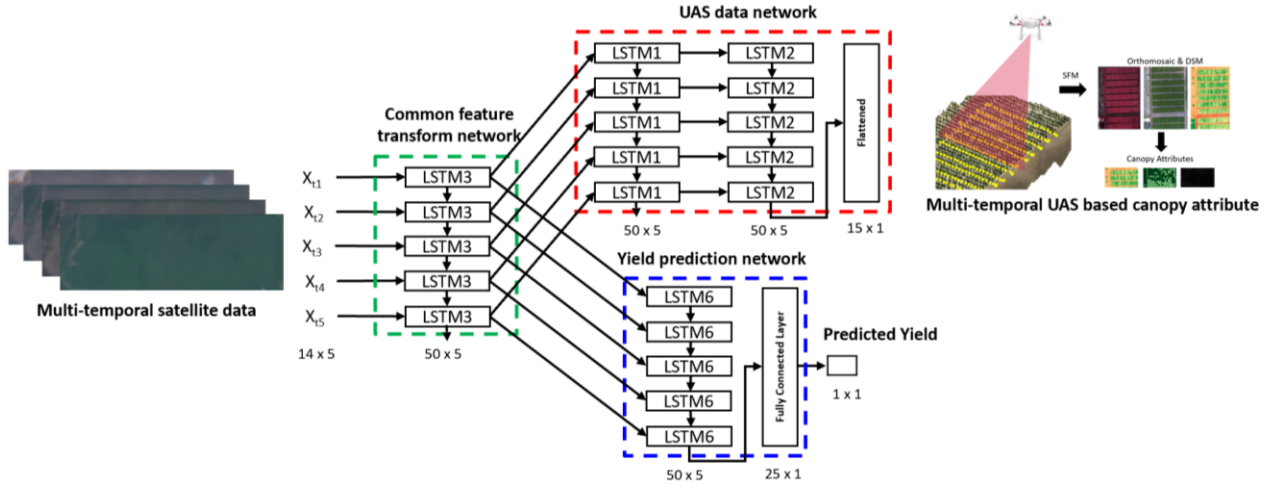 UAS data network
LSTM1
LSTM2
LSTM1
LSTM2
LSTM1
LSTM2
LSTM1
LSTM2
LSTM1
LSTM2
Flattened
50 x 5
50 x 5
15 x 1
SFM
Orthomosaic & DSM
Canopy Attributes
Multi-temporal UAS based canopy attribute
Common feature
transform network
Multi-temporal satellite data
Xt1
Xt2
Xt3
Xt4
Xt5
14 x 5
LSTM3
LSTM3
LSTM3
LSTM3
LSTM3
50 x 5
Yield prediction network
LSTM6
LSTM6
LSTM6
LSTM6
LSTM6
Fully Connected Layer
50 x 5
25 x 1
Predicted Yield
1 x 1